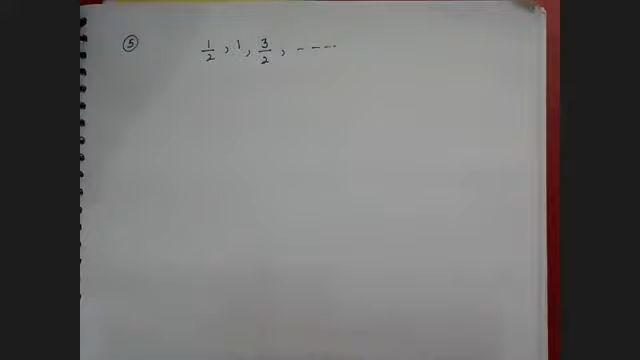 ⑤ 1/2 , 1 , 3/2 , ----